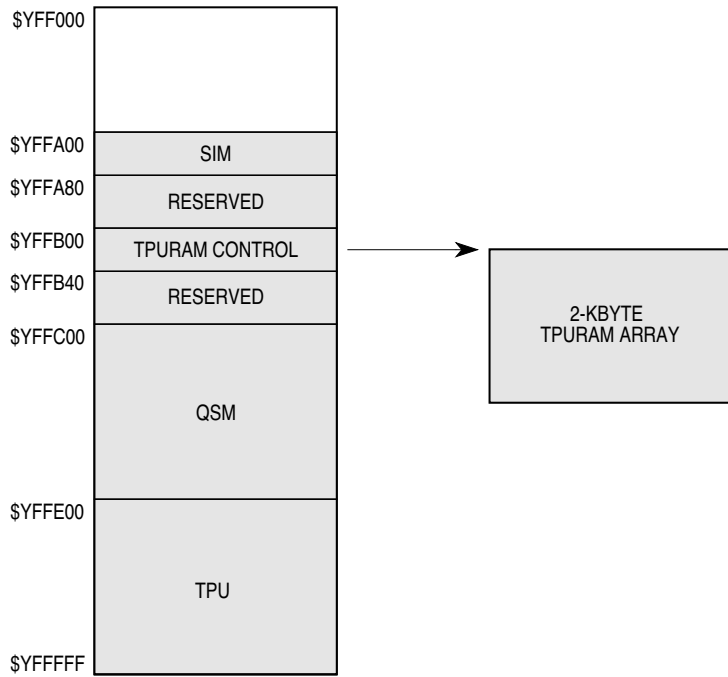 $YFF000
$YFFA00
SIM
$YFFA80
RESERVED
$YFFB00
TPURAM CONTROL
$YFFB40
RESERVED
$YFFC00
QSM
$YFFE00
TPU
$YFFFFF
2-KBYTE
TPURAM ARRAY